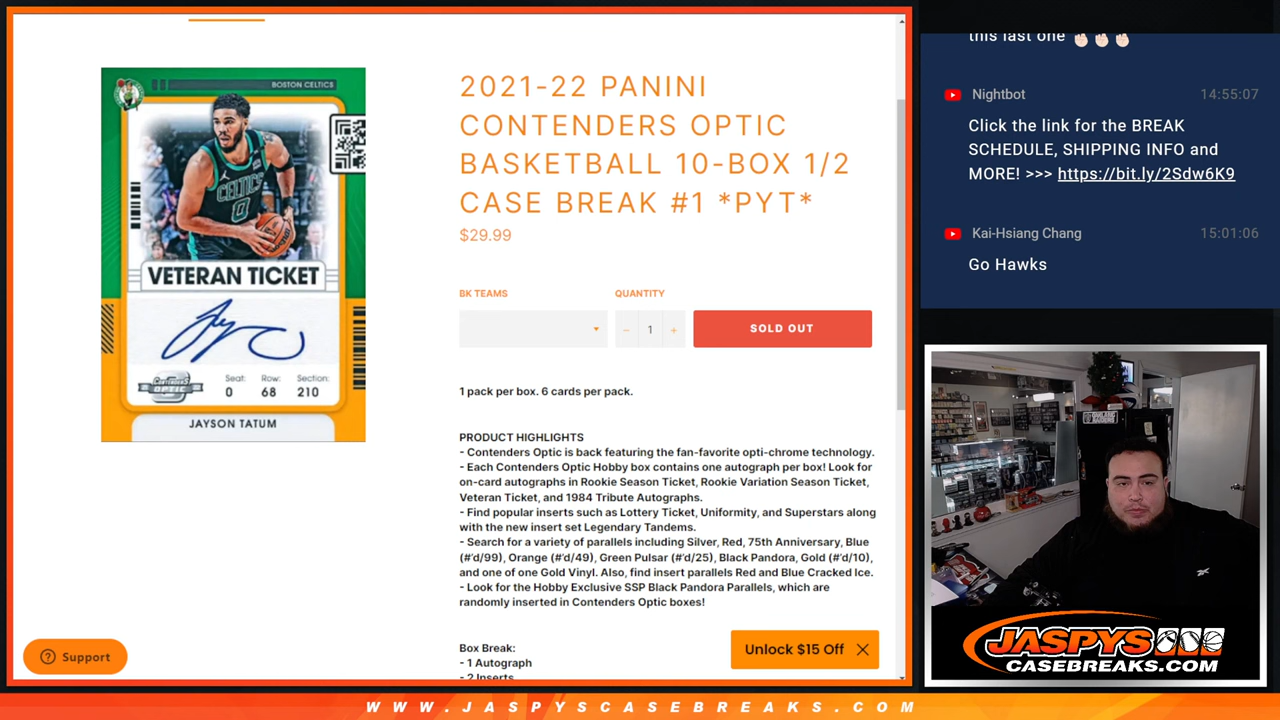 BOSTON CELTICS
CELTICS
0
VETERAN TICKET
CONTENDERS
OPTIC
Seat: Row: Section:
0 68 210
JAYSON TATUM
2021-22 PANINI
CONTENDERS OPTIC
BASKETBALL 10-BOX 1/2
CASE BREAK #1 *PYT*
$29.99
BK TEAMS QUANTITY
− 1 + SOLD OUT
1 pack per box. 6 cards per pack.
PRODUCT HIGHLIGHTS
- Contenders Optic is back featuring the fan-favorite opti-chrome technology.
- Each Contenders Optic Hobby box contains one autograph per box! Look for
on-card autographs in Rookie Season Ticket, Rookie Variation Season Ticket,
Veteran Ticket, and 1984 Tribute Autographs.
- Find popular inserts such as Lottery Ticket, Uniformity, and Superstars along
with the new insert set Legendary Tandems.
- Search for a variety of parallels including Silver, Red, 75th Anniversary, Blue
(#'d/99), Orange (#'d/49), Green Pulsar (#'d/25), Black Pandora, Gold (#'d/10),
and one of one Gold Vinyl. Also, find insert parallels Red and Blue Cracked Ice.
- Look for the Hobby Exclusive SSP Black Pandora Parallels, which are
randomly inserted in Contenders Optic boxes!
Box Break:
- 1 Autograph
- 2 Inserts
Support
Unlock $15 Off
this last one
Nightbot 14:55:07
Click the link for the BREAK
SCHEDULE, SHIPPING INFO and
MORE! >>> https://bit.ly/2Sdw6K9
Kai-Hsiang Chang 15:01:06
Go Hawks
JASPYS
CASEBREAKS.COM
WWW.JASPYSCASEBREAKS.COM